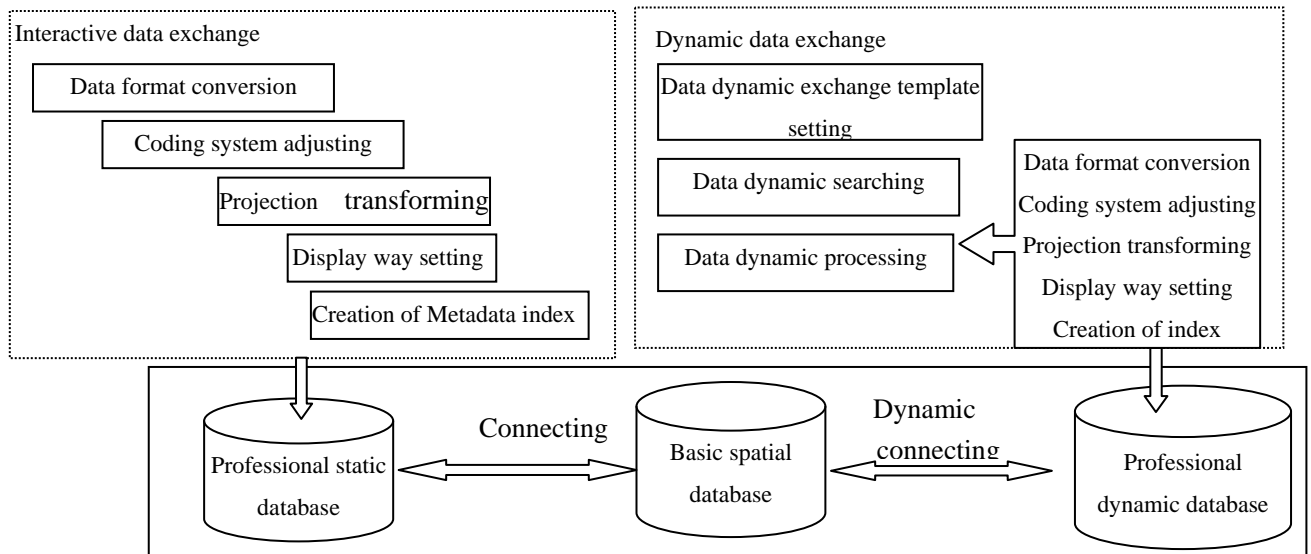 Interactive data exchange
Data format conversion
Coding system adjusting
Projection transforming
Display way setting
Creation of Metadata index
Dynamic data exchange
Data dynamic exchange template
setting
Data dynamic searching
Data dynamic processing
Data format conversion
Coding system adjusting
Projection transforming
Display way setting
Creation of index
Professional static
database
Connecting
Basic spatial
database
Dynamic
connecting
Professional
dynamic database